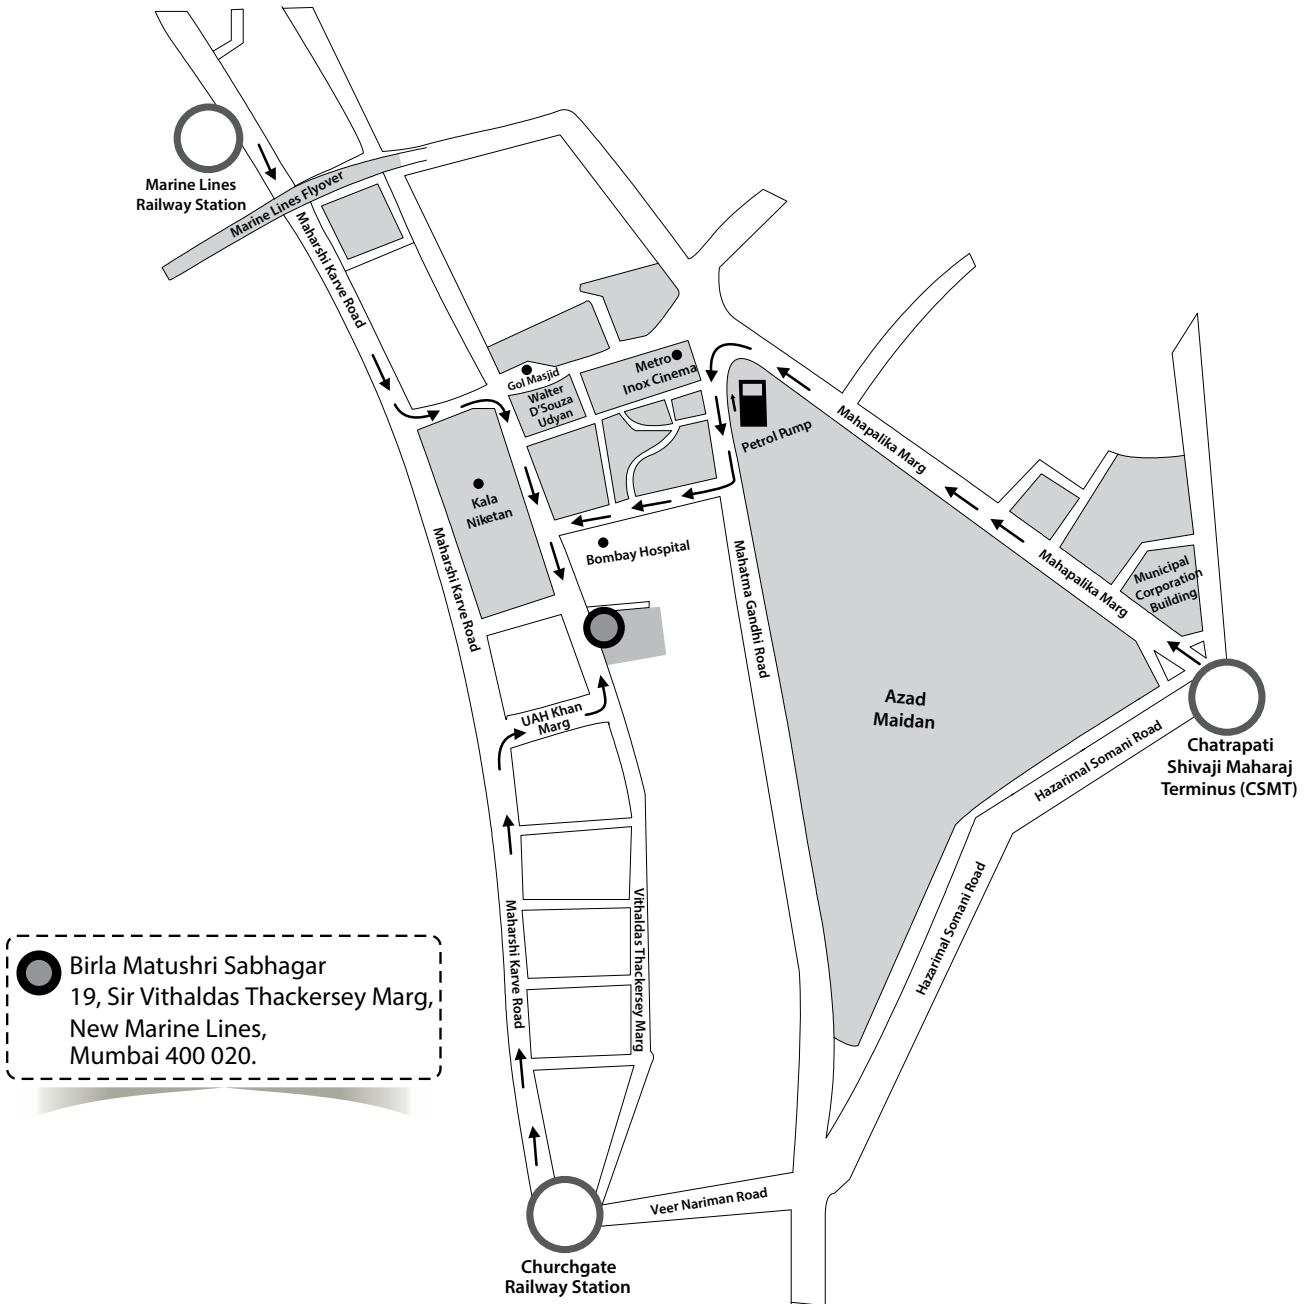 Marine Lines
Railway Station
Marine Lines Flyover
Maharshi Karve Road
Gol Masjid
Walter
D'Souza
Udyan
Metro
Inox Cinema
Petrol Pump
Mahapalika Marg
Kala
Niketan
Bombay Hospital
Maharshi Karve Road
Mahatma Gandhi Road
Mahapalika Marg
Municipal
Corporation
Building
UAH Khan
Marg
Azad
Maidan
Hazarimal Somani Road
Chatrapati
Shivaji Maharaj
Terminus (CSMT)
Hazarimal Somani Road
Maharshi Karve Road
Vithaldas Thackersey Marg
Birla Matushri Sabhagar
19, Sir Vithaldas Thackersey Marg,
New Marine Lines,
Mumbai 400 020.
Veer Nariman Road
Churchgate
Railway Station